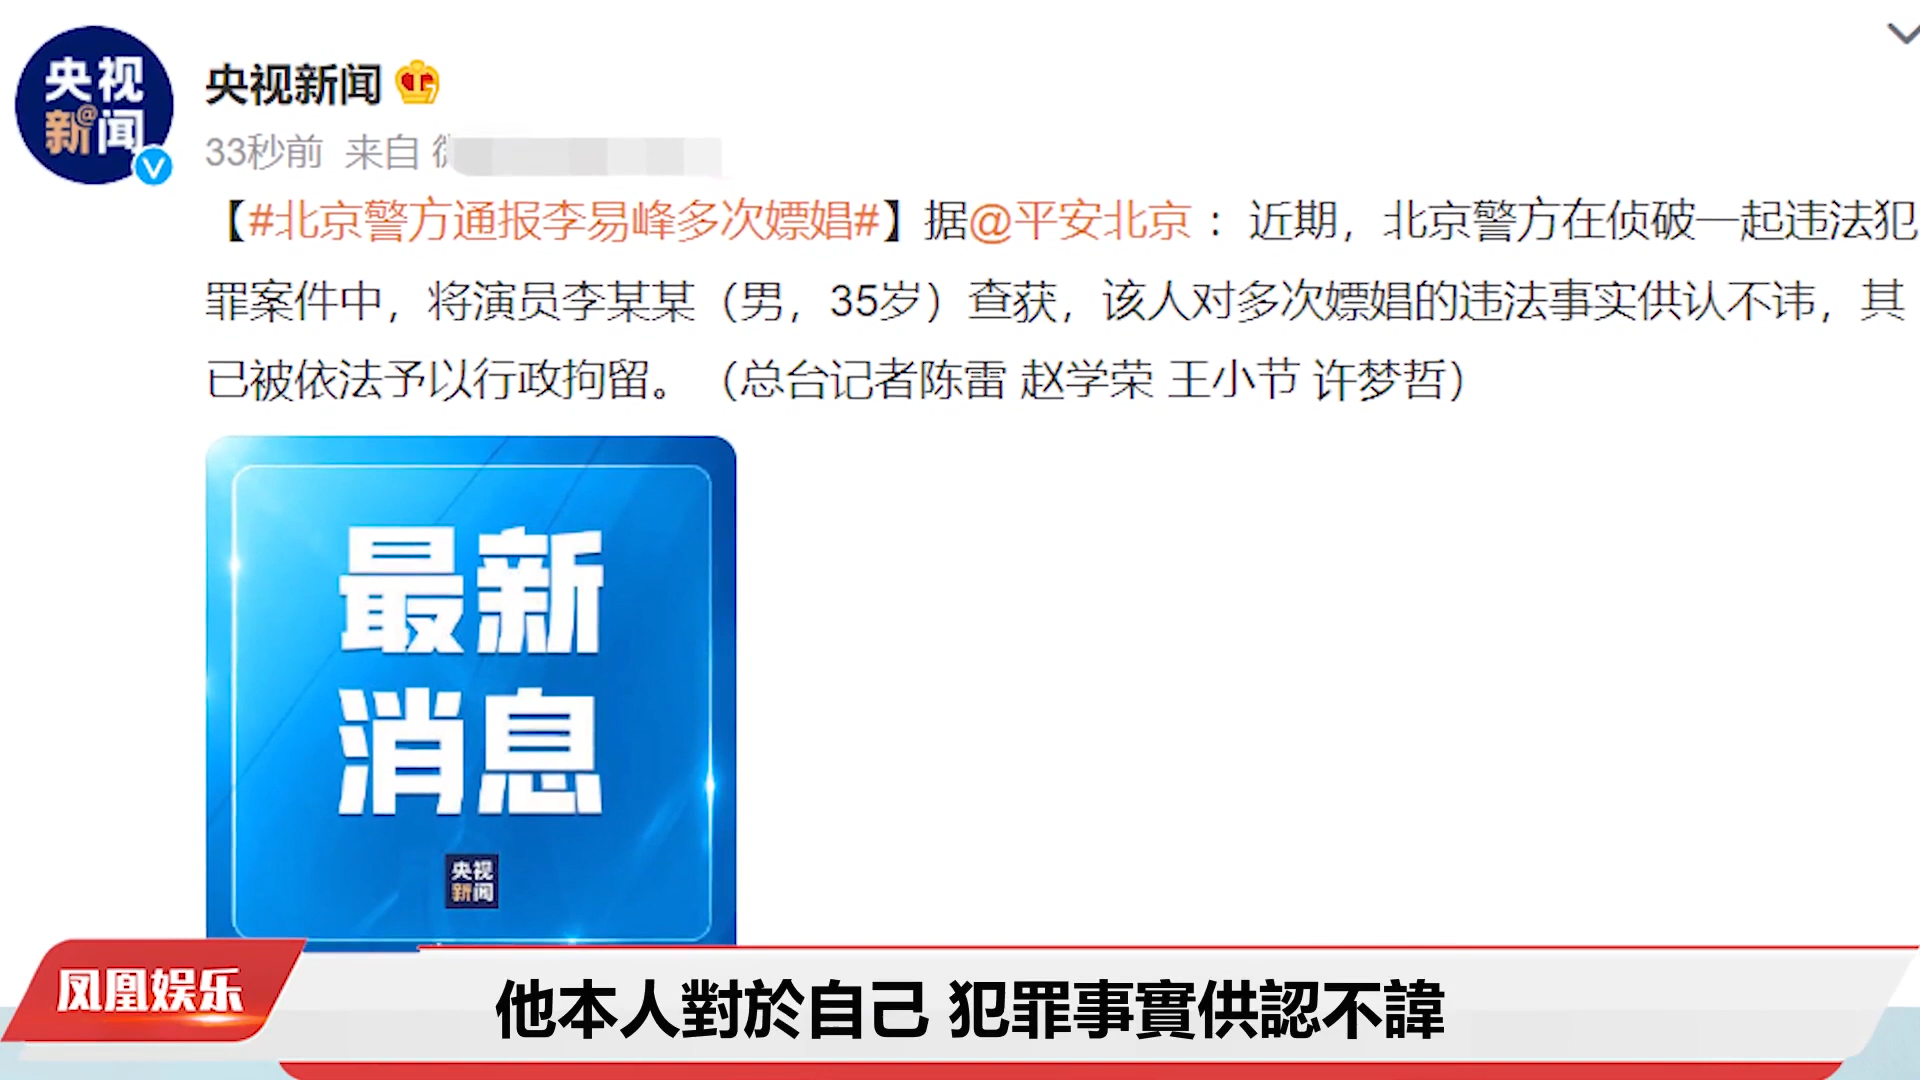 央视
新@闻
央视新闻
33秒前 来自
【#北京警方通报李易峰多次嫖娼#】据@平安北京：近期，北京警方在侦破一起违法犯
罪案件中，将演员李某某（男，35岁）查获，该人对多次嫖娼的违法事实供认不讳，其
已被依法予以行政拘留。（总台记者陈雷 赵学荣 王小节 许梦哲）
最新
消息
央视
新闻
凤凰娱乐
他本人對於自己 犯罪事實供認不諱